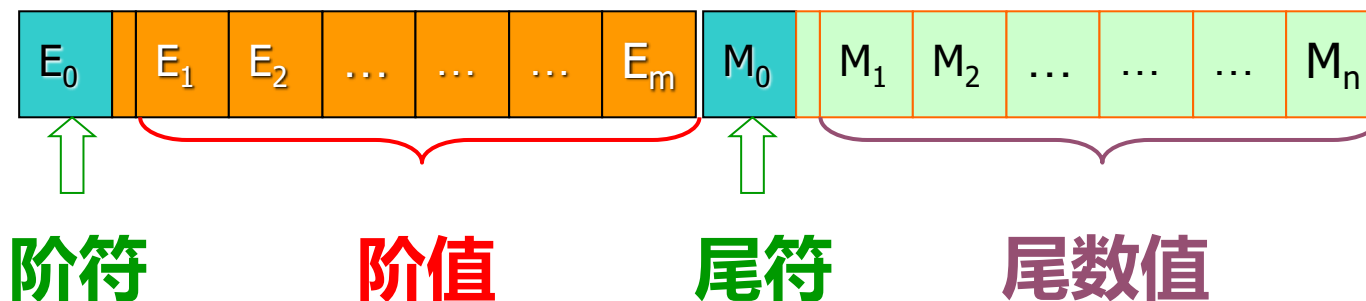 E₀ E₁ E₂ … … … Eₘ M₀ M₁ M₂ … … … Mₙ
阶符 阶值 尾符 尾数值